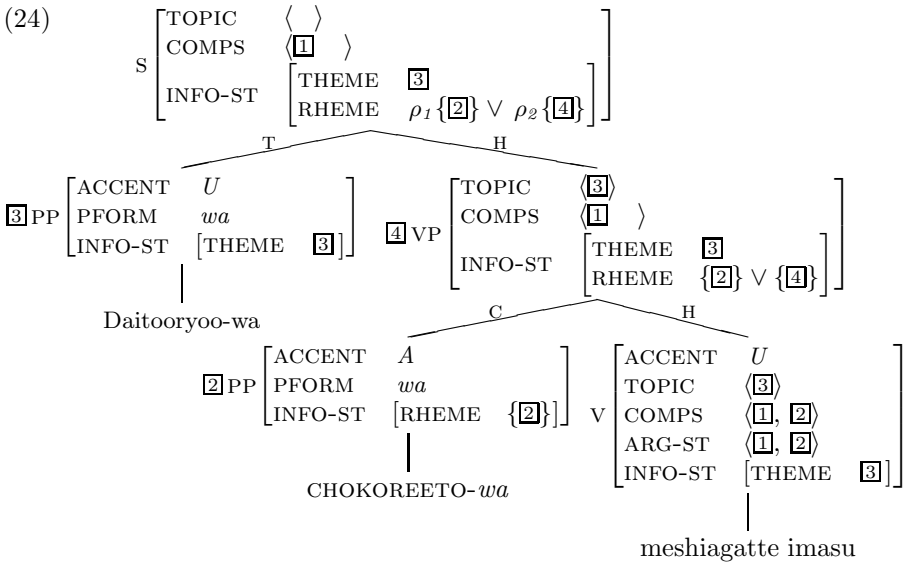 (24)
S [TOPIC ⟨ ⟩
COMPS ⟨[1] ⟩
INFO-ST [THEME [3]
RHEME ρ1{[2]} ∨ ρ2{[4]}]]
T H
[3] PP [ACCENT U
PFORM wa
INFO-ST [THEME [3]]]
[4] VP [TOPIC ⟨[3]⟩
COMPS ⟨[1] ⟩
INFO-ST [THEME [3]
RHEME {[2]} ∨ {[4]}]]
Daitooryoo-wa
C H
[2] PP [ACCENT A
PFORM wa
INFO-ST [RHEME {[2]}]]
V [ACCENT U
TOPIC ⟨[3]⟩
COMPS ⟨[1], [2]⟩
ARG-ST ⟨[1], [2]⟩
INFO-ST [THEME [3]]]
CHOKOREETO-wa
meshiagatte imasu